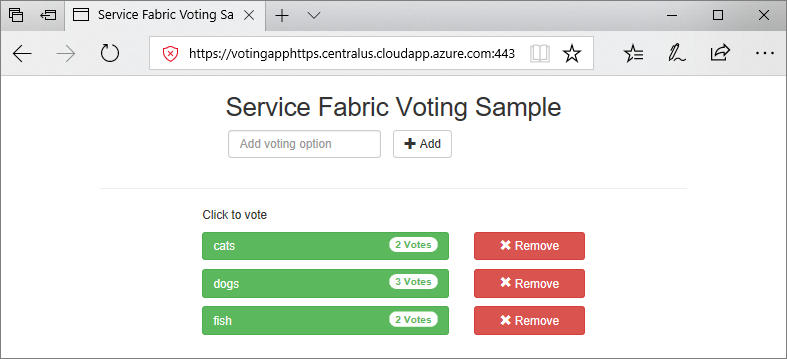 Service Fabric Voting Sa
https://votingapphttps.centralus.cloudapp.azure.com:443
Service Fabric Voting Sample
Add voting option
Add
Click to vote
cats 2 Votes Remove
dogs 3 Votes Remove
fish 2 Votes Remove